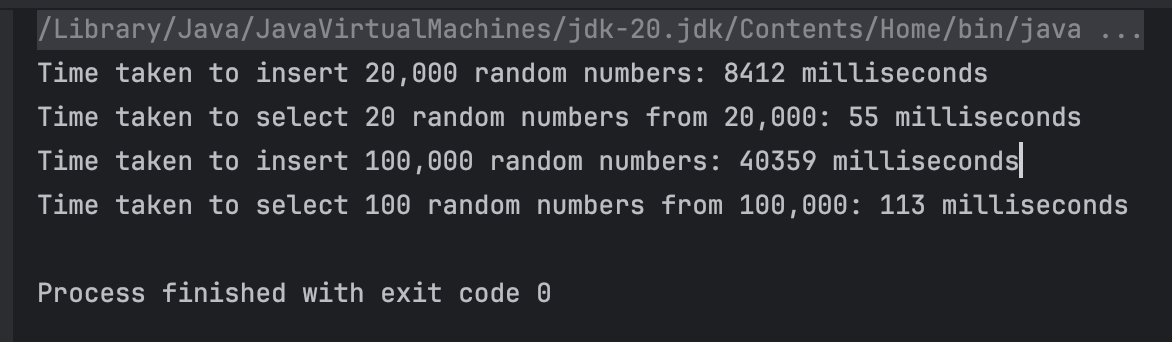 /Library/Java/JavaVirtualMachines/jdk-20.jdk/Contents/Home/bin/java ...
Time taken to insert 20,000 random numbers: 8412 milliseconds
Time taken to select 20 random numbers from 20,000: 55 milliseconds
Time taken to insert 100,000 random numbers: 40359 milliseconds
Time taken to select 100 random numbers from 100,000: 113 milliseconds
Process finished with exit code 0